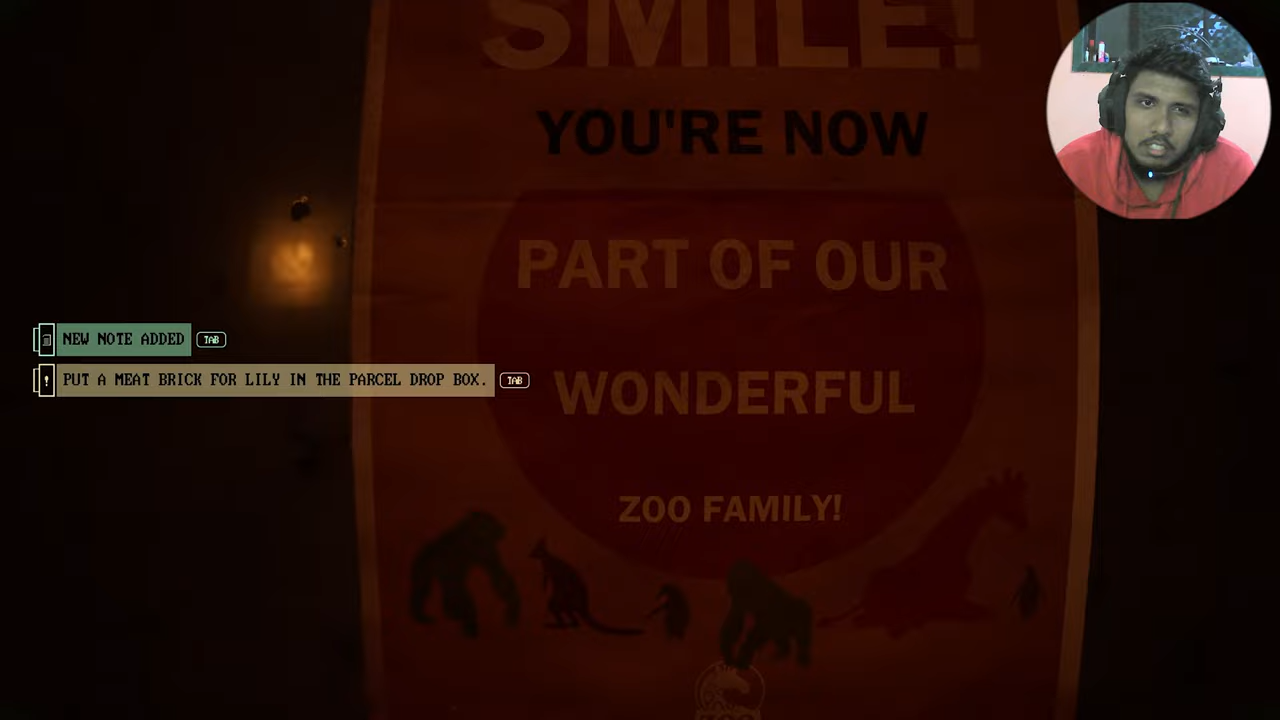 SMILE!
YOU'RE NOW
PART OF OUR
WONDERFUL
ZOO FAMILY!
NEW NOTE ADDED TAB
PUT A MEAT BRICK FOR LILY IN THE PARCEL DROP BOX. TAB
ZOO